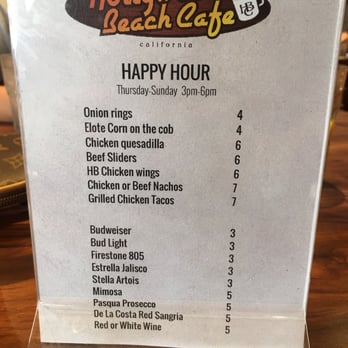 Beach Cafe
HBC
california
HAPPY HOUR
Thursday-Sunday 3pm-6pm
Onion rings 4
Elote Corn on the cob 4
Chicken quesadilla 6
Beef Sliders 6
HB Chicken wings 6
Chicken or Beef Nachos 7
Grilled Chicken Tacos 7
Budweiser 3
Bud Light 3
Firestone 805 3
Estrella Jalisco 3
Stella Artois 3
Mimosa 5
Pasqua Prosecco 5
De La Costa Red Sangria 5
Red or White Wine 5